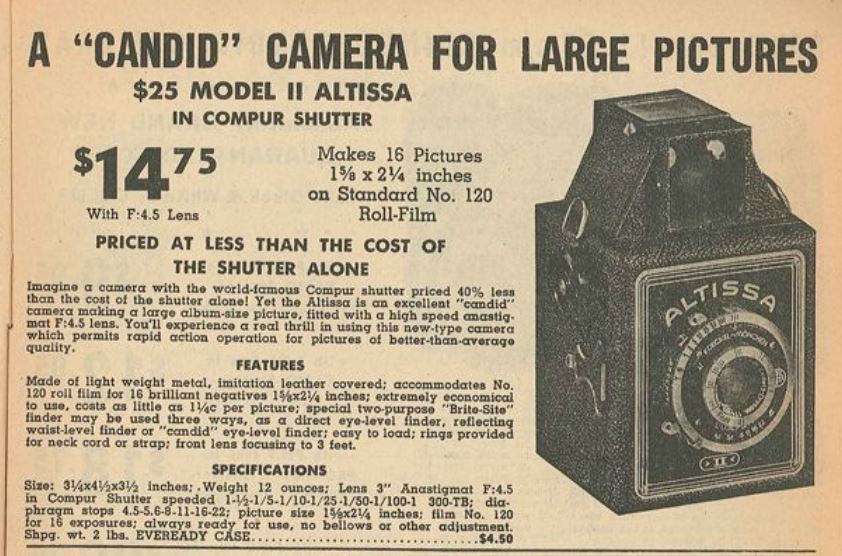 A "CANDID" CAMERA FOR LARGE PICTURES
$25 MODEL II ALTISSA
IN COMPUR SHUTTER
$14.75
With F:4.5 Lens
Makes 16 Pictures
1⅝ x 2¼ inches
on Standard No. 120
Roll-Film
PRICED AT LESS THAN THE COST OF
THE SHUTTER ALONE
Imagine a camera with the world-famous Compur shutter priced 40% less
than the cost of the shutter alone! Yet the Altissa is an excellent "candid"
camera making a large album-size picture, fitted with a high speed anastig-
mat F:4.5 lens. You'll experience a real thrill in using this new-type camera
which permits rapid action operation for pictures of better-than-average
quality.
FEATURES
Made of light weight metal, imitation leather covered; accommodates No.
120 roll film for 16 brilliant negatives 1⅝x2¼ inches; extremely economical
to use, costs as little as 1¼c per picture; special two-purpose "Brite-Site"
finder may be used three ways, as a direct eye-level finder, reflecting
waist-level finder or "candid" eye-level finder; easy to load; rings provided
for neck cord or strap; front lens focusing to 3 feet.
SPECIFICATIONS
Size: 3¼x4½x3½ inches; Weight 12 ounces; Lens 3" Anastigmat F:4.5
in Compur Shutter speeded 1-½-1/5-1/10-1/25-1/50-1/100-1 300-TB; dia-
phragm stops 4.5-5.6-8-11-16-22; picture size 1⅝x2¼ inches; film No. 120
for 16 exposures; always ready for use, no bellows or other adjustment.
Shpg. wt. 2 lbs. EVEREADY CASE..............................$4.50
ALTISSA
II